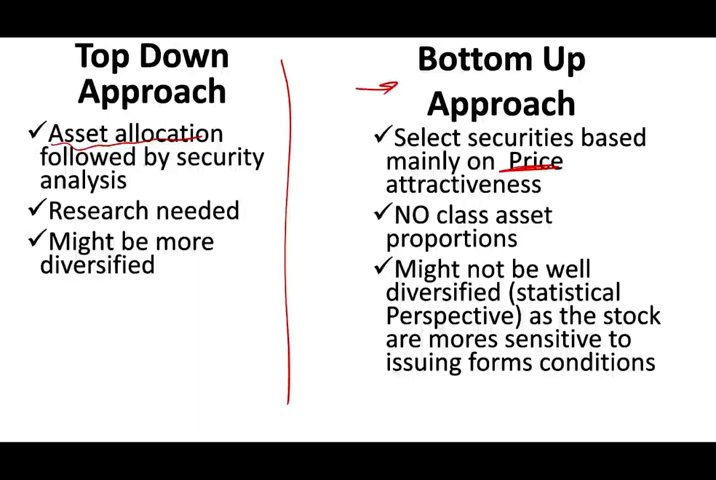 Top Down
Approach
✓Asset allocation
followed by security
analysis
✓Research needed
✓Might be more
diversified
Bottom Up
Approach
✓Select securities based
mainly on Price
attractiveness
✓NO class asset
proportions
✓Might not be well
diversified (statistical
Perspective) as the stock
are mores sensitive to
issuing forms conditions